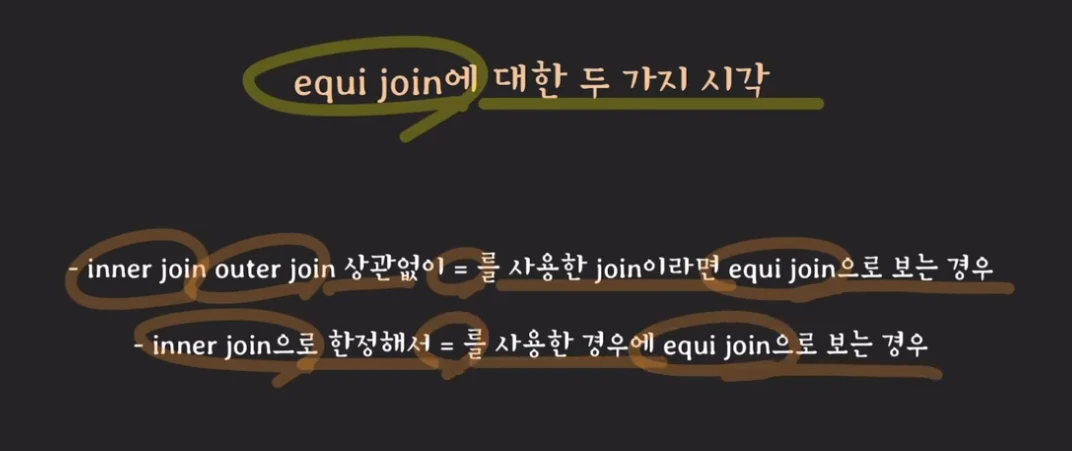 equi join에 대한 두 가지 시각
- inner join outer join 상관없이 = 를 사용한 join이라면 equi join으로 보는 경우
- inner join으로 한정해서 = 를 사용한 경우에 equi join으로 보는 경우